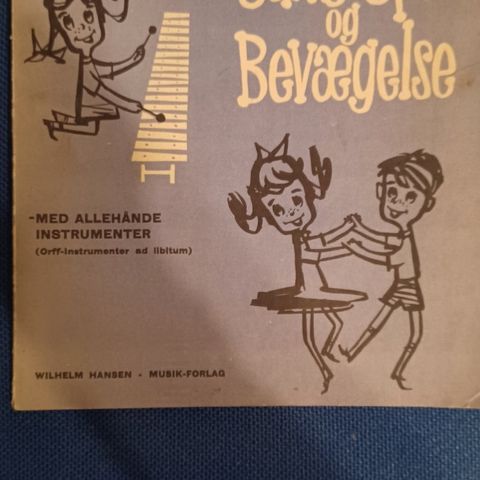 og
Bevægelse
-MED ALLEHÅNDE
INSTRUMENTER
(Orff-Instrumenter ad libitum)
WILHELM HANSEN - MUSIK-FORLAG